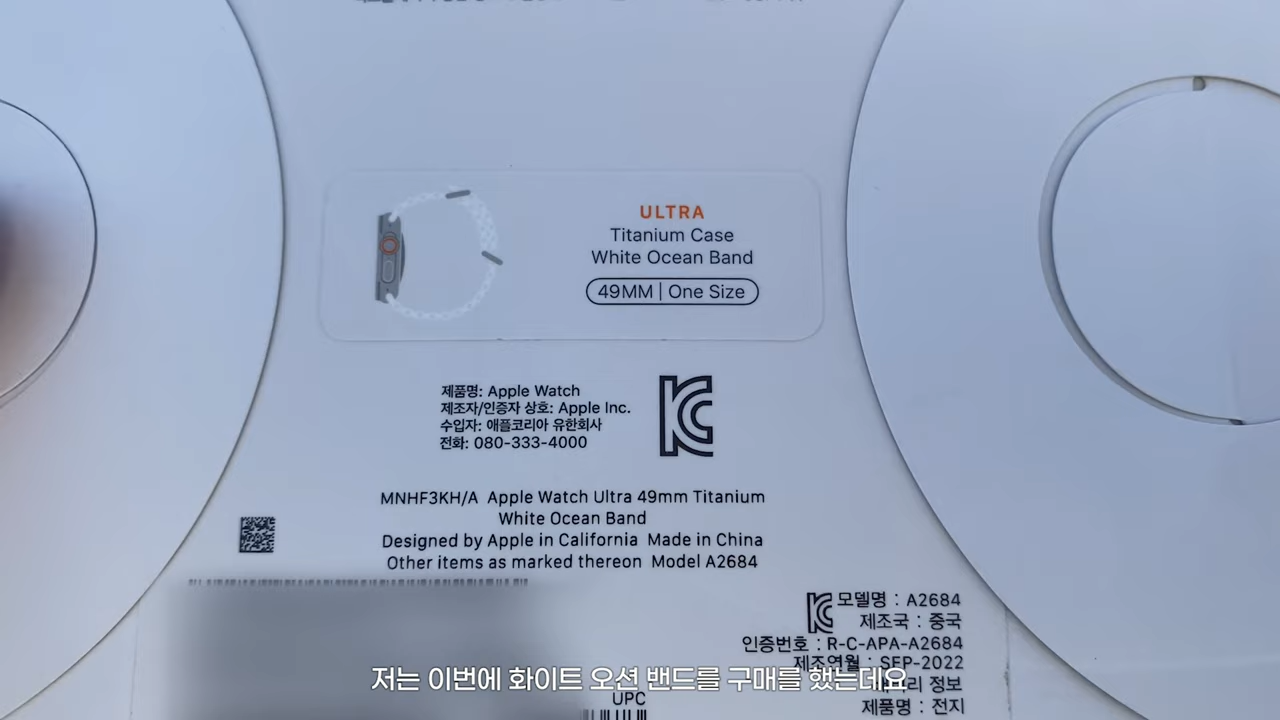 ULTRA
Titanium Case
White Ocean Band
49MM | One Size
제품명: Apple Watch
제조자/인증자 상호: Apple Inc.
수입자: 애플코리아 유한회사
전화: 080-333-4000
MNHF3KH/A Apple Watch Ultra 49mm Titanium
White Ocean Band
Designed by Apple in California Made in China
Other items as marked thereon Model A2684
모델명 : A2684
제조국 : 중국
인증번호 : R-C-APA-A2684
제조연월 : SEP-2022
정보
제품명 : 전지
저는 이번에 화이트 오션 밴드를 구매를 했는데요
UPC